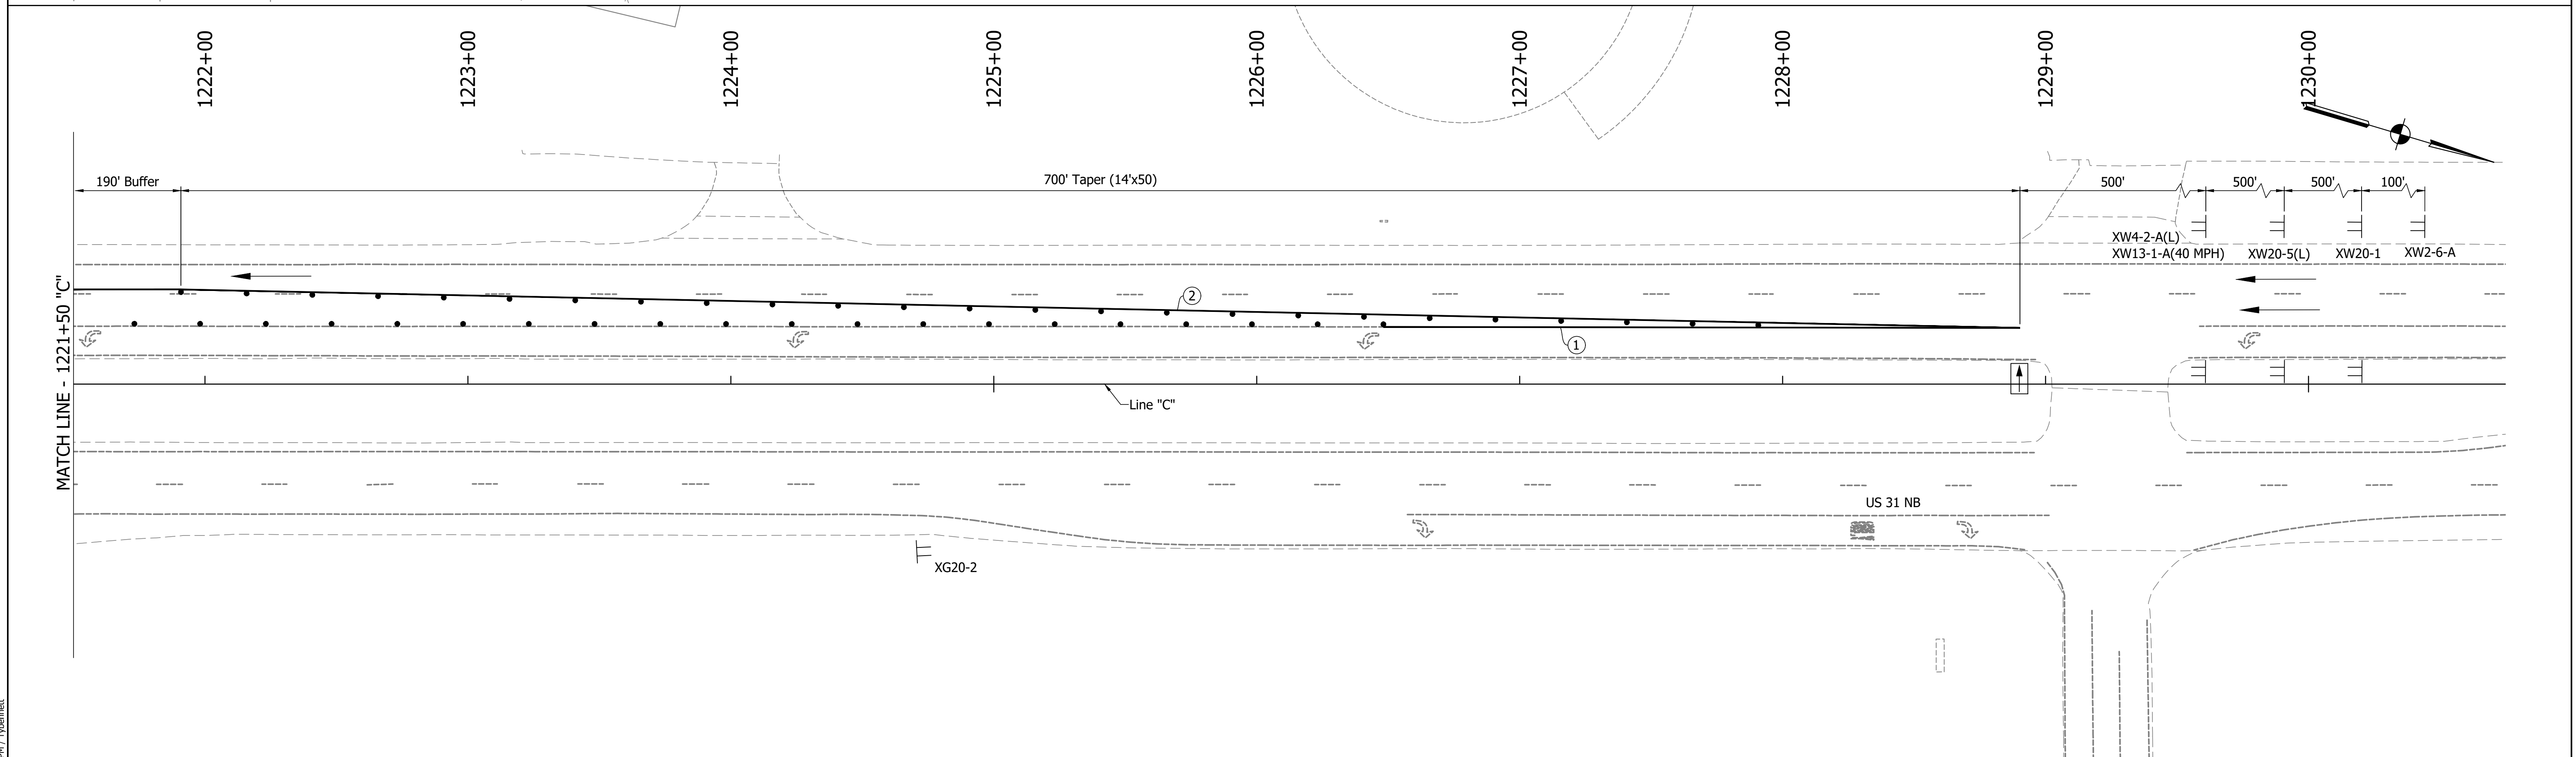 1222+00
1223+00
1224+00
1225+00
1226+00
1227+00
1228+00
1229+00
1230+00
190' Buffer
700' Taper (14'x50)
500'
500'
500'
100'
XW4-2-A(L)
XW13-1-A(40 MPH)
XW20-5(L)
XW20-1
XW2-6-A
2
1
MATCH LINE - 1221+50 "C"
Line "C"
US 31 NB
XG20-2